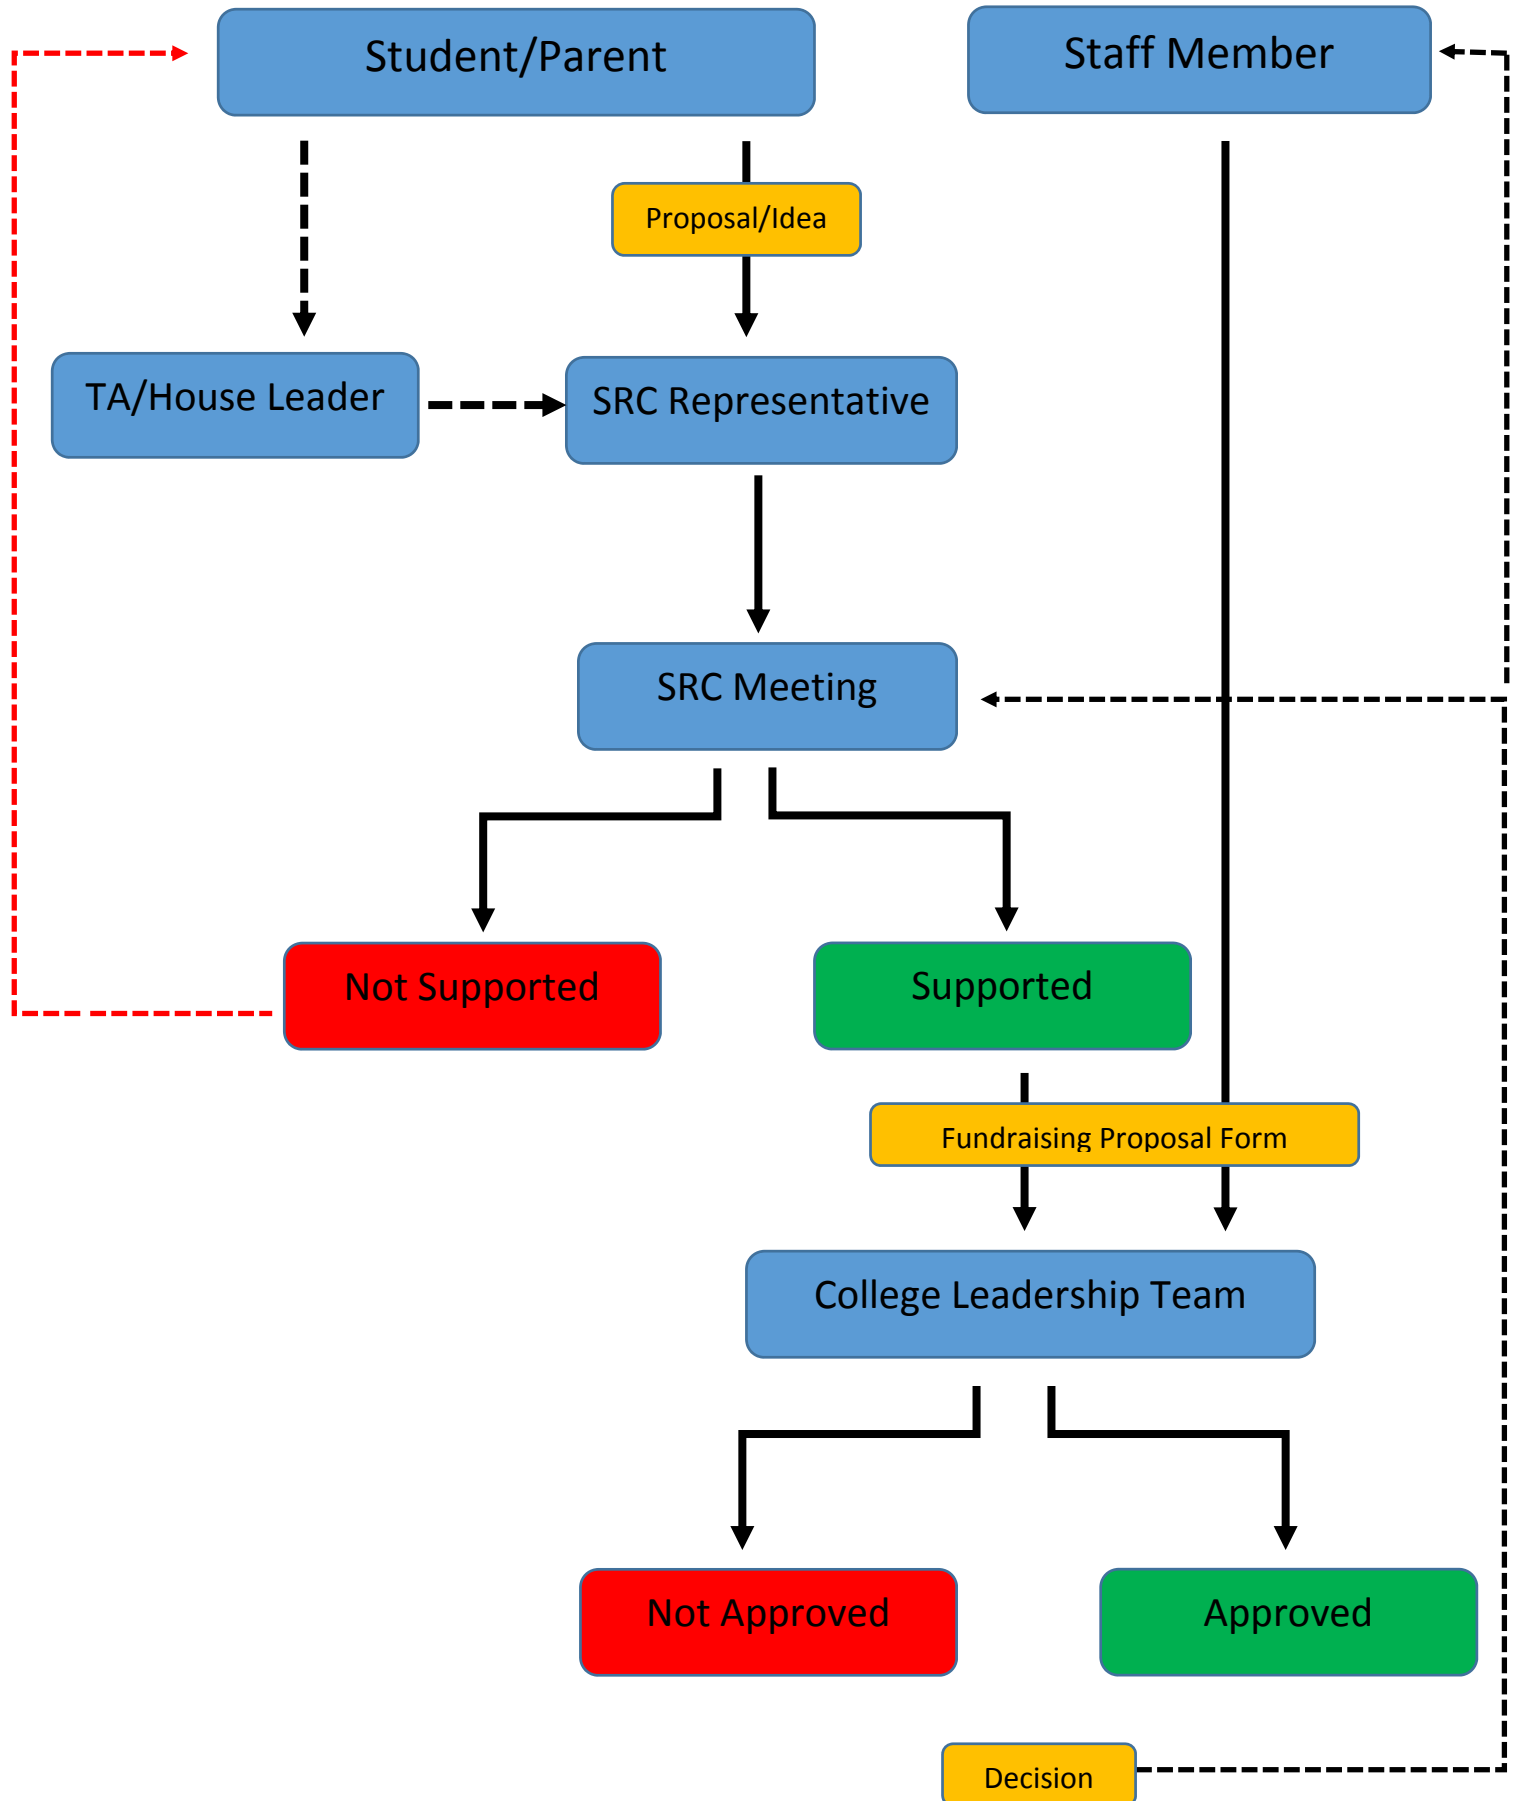 Student/Parent
Staff Member
Proposal/Idea
TA/House Leader
SRC Representative
SRC Meeting
Not Supported
Supported
Fundraising Proposal Form
College Leadership Team
Not Approved
Approved
Decision